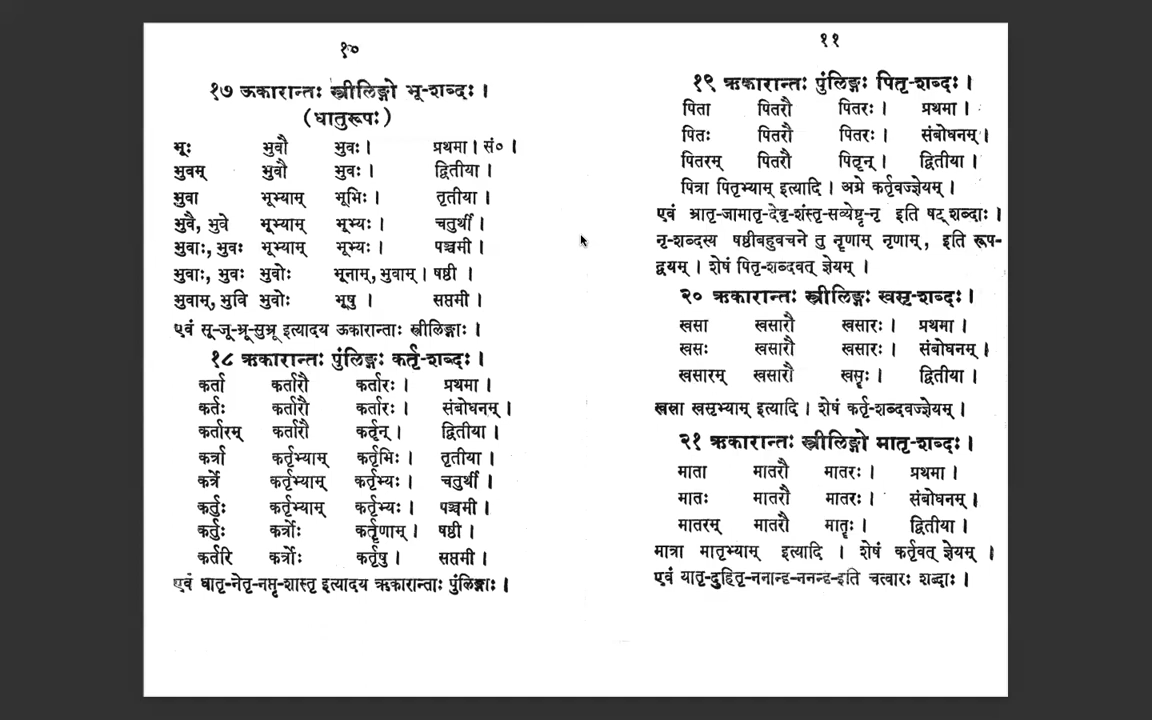 १०
१७ ऊकारान्तः स्त्रीलिङ्गो भू-शब्दः ।
(धातुरूपः)
भूः भुवौ भुवः । प्रथमा । सं० ।
भुवम् भुवौ भुवः । द्वितीया ।
भुवा भूभ्याम् भूभिः । तृतीया ।
भुवै, भुवे भूभ्याम् भूभ्यः । चतुर्थी ।
भुवाः, भुवः भूभ्याम् भूभ्यः । पञ्चमी ।
भुवाः, भुवः भुवोः भूनाम्, भुवाम् । षष्ठी ।
भुवाम्, भुवि भुवोः भूषु । सप्तमी ।
एवं सू-जू-भ्रू-सुभ्रू इत्यादय ऊकारान्ताः स्त्रीलिङ्गाः ।
१८ ऋकारान्तः पुंलिङ्गः कर्तृ-शब्दः ।
कर्ता कर्तारौ कर्तारः । प्रथमा ।
कर्तः कर्तारौ कर्तारः । संबोधनम् ।
कर्तारम् कर्तारौ कर्तॄन् । द्वितीया ।
कर्त्रा कर्तृभ्याम् कर्तृभिः । तृतीया ।
कर्त्रे कर्तृभ्याम् कर्तृभ्यः । चतुर्थी ।
कर्तुः कर्तृभ्याम् कर्तृभ्यः । पञ्चमी ।
कर्तुः कर्त्रोः कर्तॄणाम् । षष्ठी ।
कर्तरि कर्त्रोः कर्तृषु । सप्तमी ।
एवं धातृ-नेतृ-नप्तृ-शास्तृ इत्यादय ऋकारान्ताः पुंलिङ्गाः ।
११
१९ ऋकारान्तः पुंलिङ्गः पितृ-शब्दः ।
पिता पितरौ पितरः । प्रथमा ।
पितः पितरौ पितरः । संबोधनम् ।
पितरम् पितरौ पितॄन् । द्वितीया ।
पित्रा पितृभ्याम् इत्यादि । अग्रे कर्तृवज्ज्ञेयम् ।
एवं भ्रातृ-जामातृ-देवृ-शंस्तृ-सव्येष्टृ-नृ इति षट् शब्दाः ।
नृ-शब्दस्य षष्ठीबहुवचने तु नॄणाम् नृणाम्, इति रूप-
द्वयम् । शेषं पितृ-शब्दवत् ज्ञेयम् ।
२० ऋकारान्तः स्त्रीलिङ्गः स्वसृ-शब्दः ।
स्वसा स्वसारौ स्वसारः । प्रथमा ।
स्वसः स्वसारौ स्वसारः । संबोधनम् ।
स्वसारम् स्वसारौ स्वसॄः । द्वितीया ।
स्वस्रा स्वसृभ्याम् इत्यादि । शेषं कर्तृ-शब्दवज्ज्ञेयम् ।
२१ ऋकारान्तः स्त्रीलिङ्गो मातृ-शब्दः ।
माता मातरौ मातरः । प्रथमा ।
मातः मातरौ मातरः । संबोधनम् ।
मातरम् मातरौ मातॄः । द्वितीया ।
मात्रा मातृभ्याम् इत्यादि । शेषं कर्तृवत् ज्ञेयम् ।
एवं यातृ-दुहितृ-ननान्दृ-ननन्दृ-इति चत्वारः शब्दाः ।